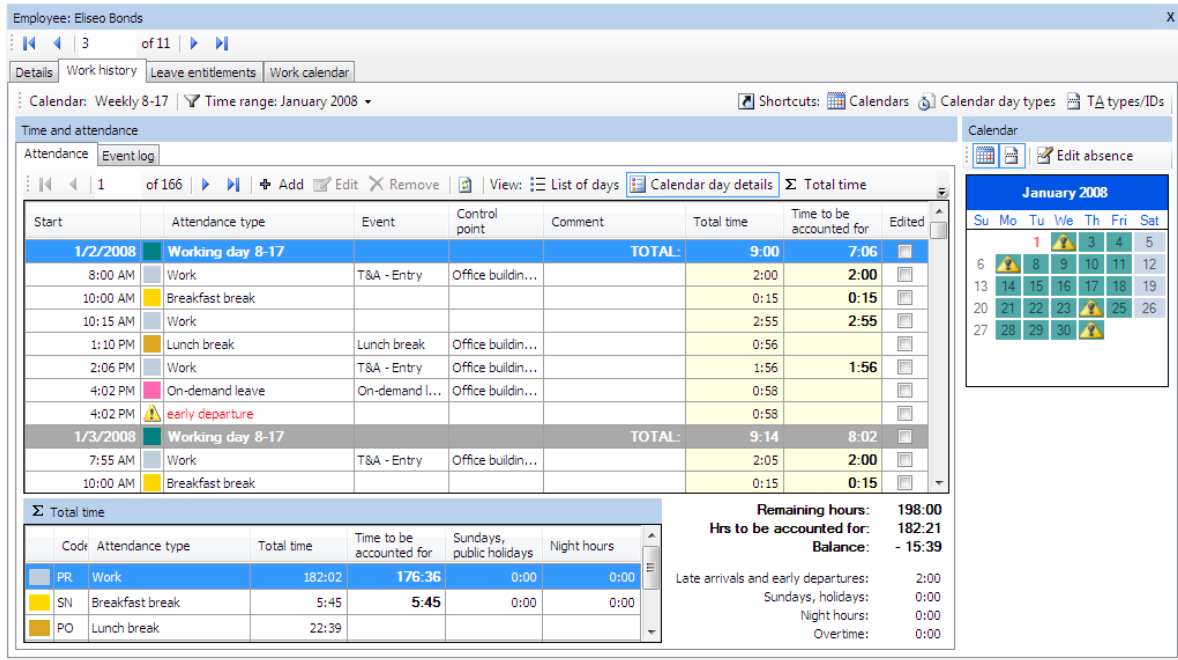 Employee: Eliseo Bonds X
3 of 11
Details Work history Leave entitlements Work calendar
Calendar: Weekly 8-17 Time range: January 2008 Shortcuts: Calendars Calendar day types TA types/IDs
Time and attendance
Attendance Event log
1 of 166 Add Edit Remove View: List of days Calendar day details Σ Total time
Start Attendance type Event Control point Comment Total time Time to be accounted for Edited
1/2/2008 Working day 8-17 TOTAL: 9:00 7:06
8:00 AM Work T&A - Entry Office buildin... 2:00 2:00
10:00 AM Breakfast break 0:15 0:15
10:15 AM Work 2:55 2:55
1:10 PM Lunch break Lunch break Office buildin... 0:56
2:06 PM Work T&A - Entry Office buildin... 1:56 1:56
4:02 PM On-demand leave On-demand l... Office buildin... 0:58
4:02 PM early departure 0:58
1/3/2008 Working day 8-17 TOTAL: 9:14 8:02
7:55 AM Work T&A - Entry Office buildin... 2:05 2:00
10:00 AM Breakfast break 0:15 0:15
Σ Total time
Code Attendance type Total time Time to be accounted for Sundays, public holidays Night hours
PR Work 182:02 176:36 0:00 0:00
SN Breakfast break 5:45 5:45 0:00 0:00
PO Lunch break 22:39
Remaining hours: 198:00
Hrs to be accounted for: 182:21
Balance: - 15:39
Late arrivals and early departures: 2:00
Sundays, holidays: 0:00
Night hours: 0:00
Overtime: 0:00
Calendar
Edit absence
January 2008
Su Mo Tu We Th Fri Sat
1 3 4 5
6 8 9 10 11 12
13 14 15 16 17 18 19
20 21 22 23 25 26
27 28 29 30